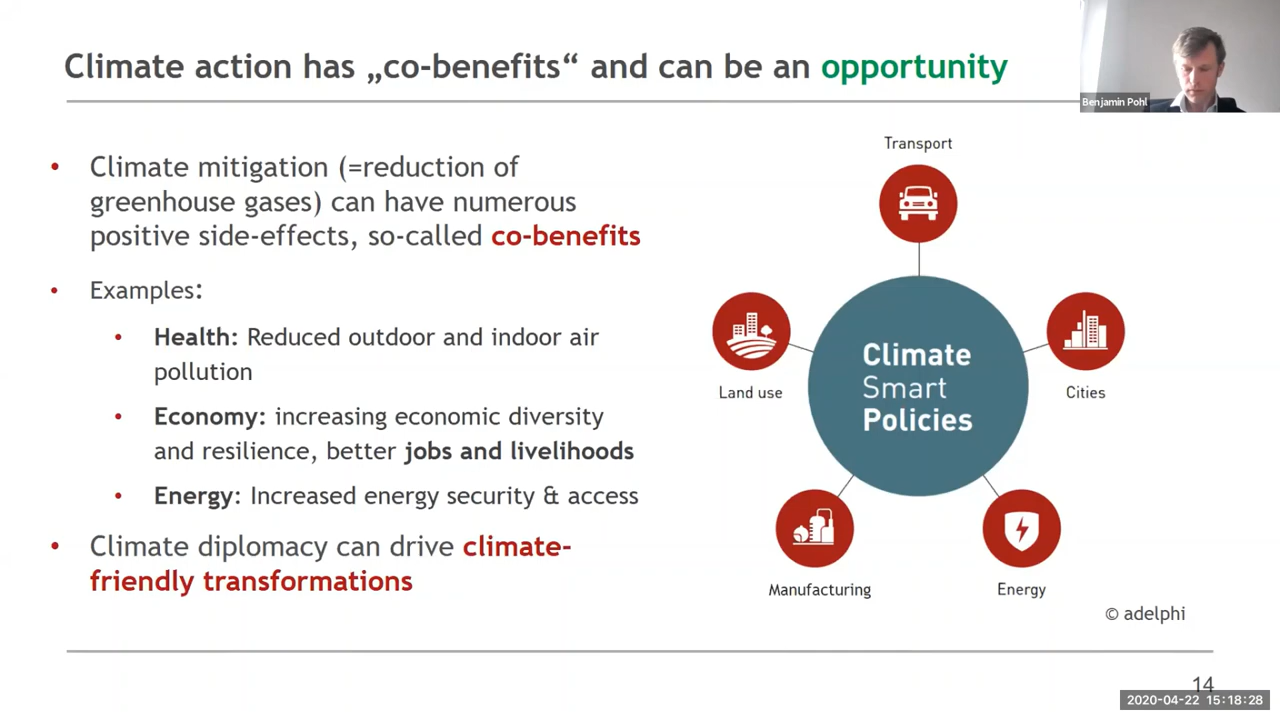 Climate action has „co-benefits“ and can be an opportunity
Benjamin Pohl
• Climate mitigation (=reduction of
greenhouse gases) can have numerous
positive side-effects, so-called co-benefits
• Examples:
• Health: Reduced outdoor and indoor air
pollution
• Economy: increasing economic diversity
and resilience, better jobs and livelihoods
• Energy: Increased energy security & access
• Climate diplomacy can drive climate-
friendly transformations
Transport
Land use
Climate
Smart
Policies
Cities
Manufacturing
Energy
© adelphi
14
2020-04-22 15:18:28